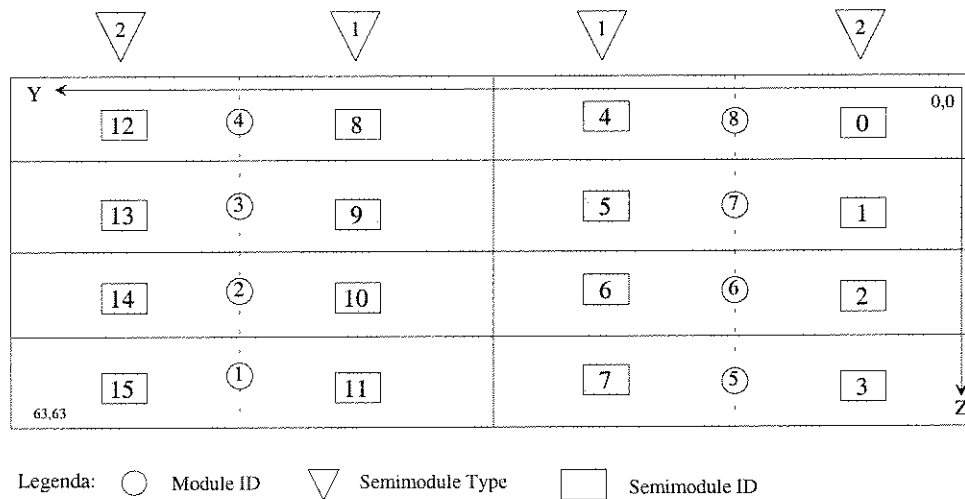 2 1 1 2
Y 0,0
12 4 8 4 8 0
13 3 9 5 7 1
14 2 10 6 6 2
15 1 11 7 5 3
63,63 Z
Legenda: Module ID Semimodule Type Semimodule ID